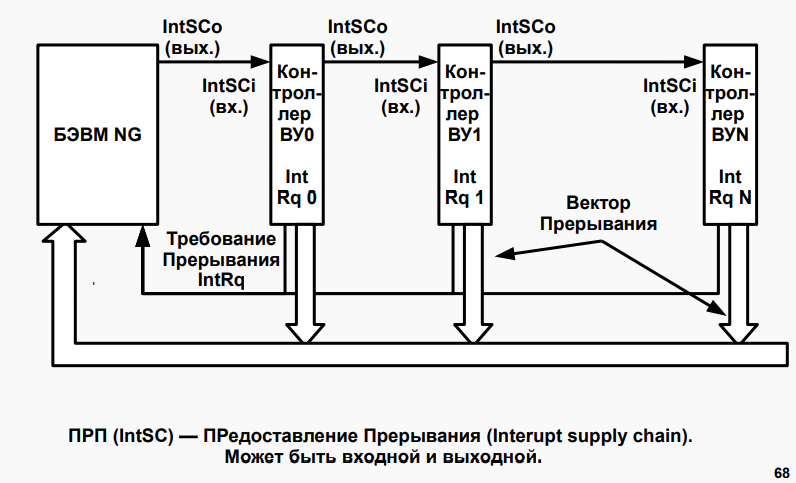 IntSCo
(вых.)
IntSCo
(вых.)
IntSCo
(вых.)
IntSCi
(вх.)
IntSCi
(вх.)
IntSCi
(вх.)
БЭВМ NG
Кон-
трол-
лер
ВУ0
Int
Rq 0
Кон-
трол-
лер
ВУ1
Int
Rq 1
Кон-
трол-
лер
ВУN
Int
Rq N
Требование
Прерывания
IntRq
Вектор
Прерывания
ПРП (IntSC) — ПРедоставление Прерывания (Interupt supply chain).
Может быть входной и выходной.
68